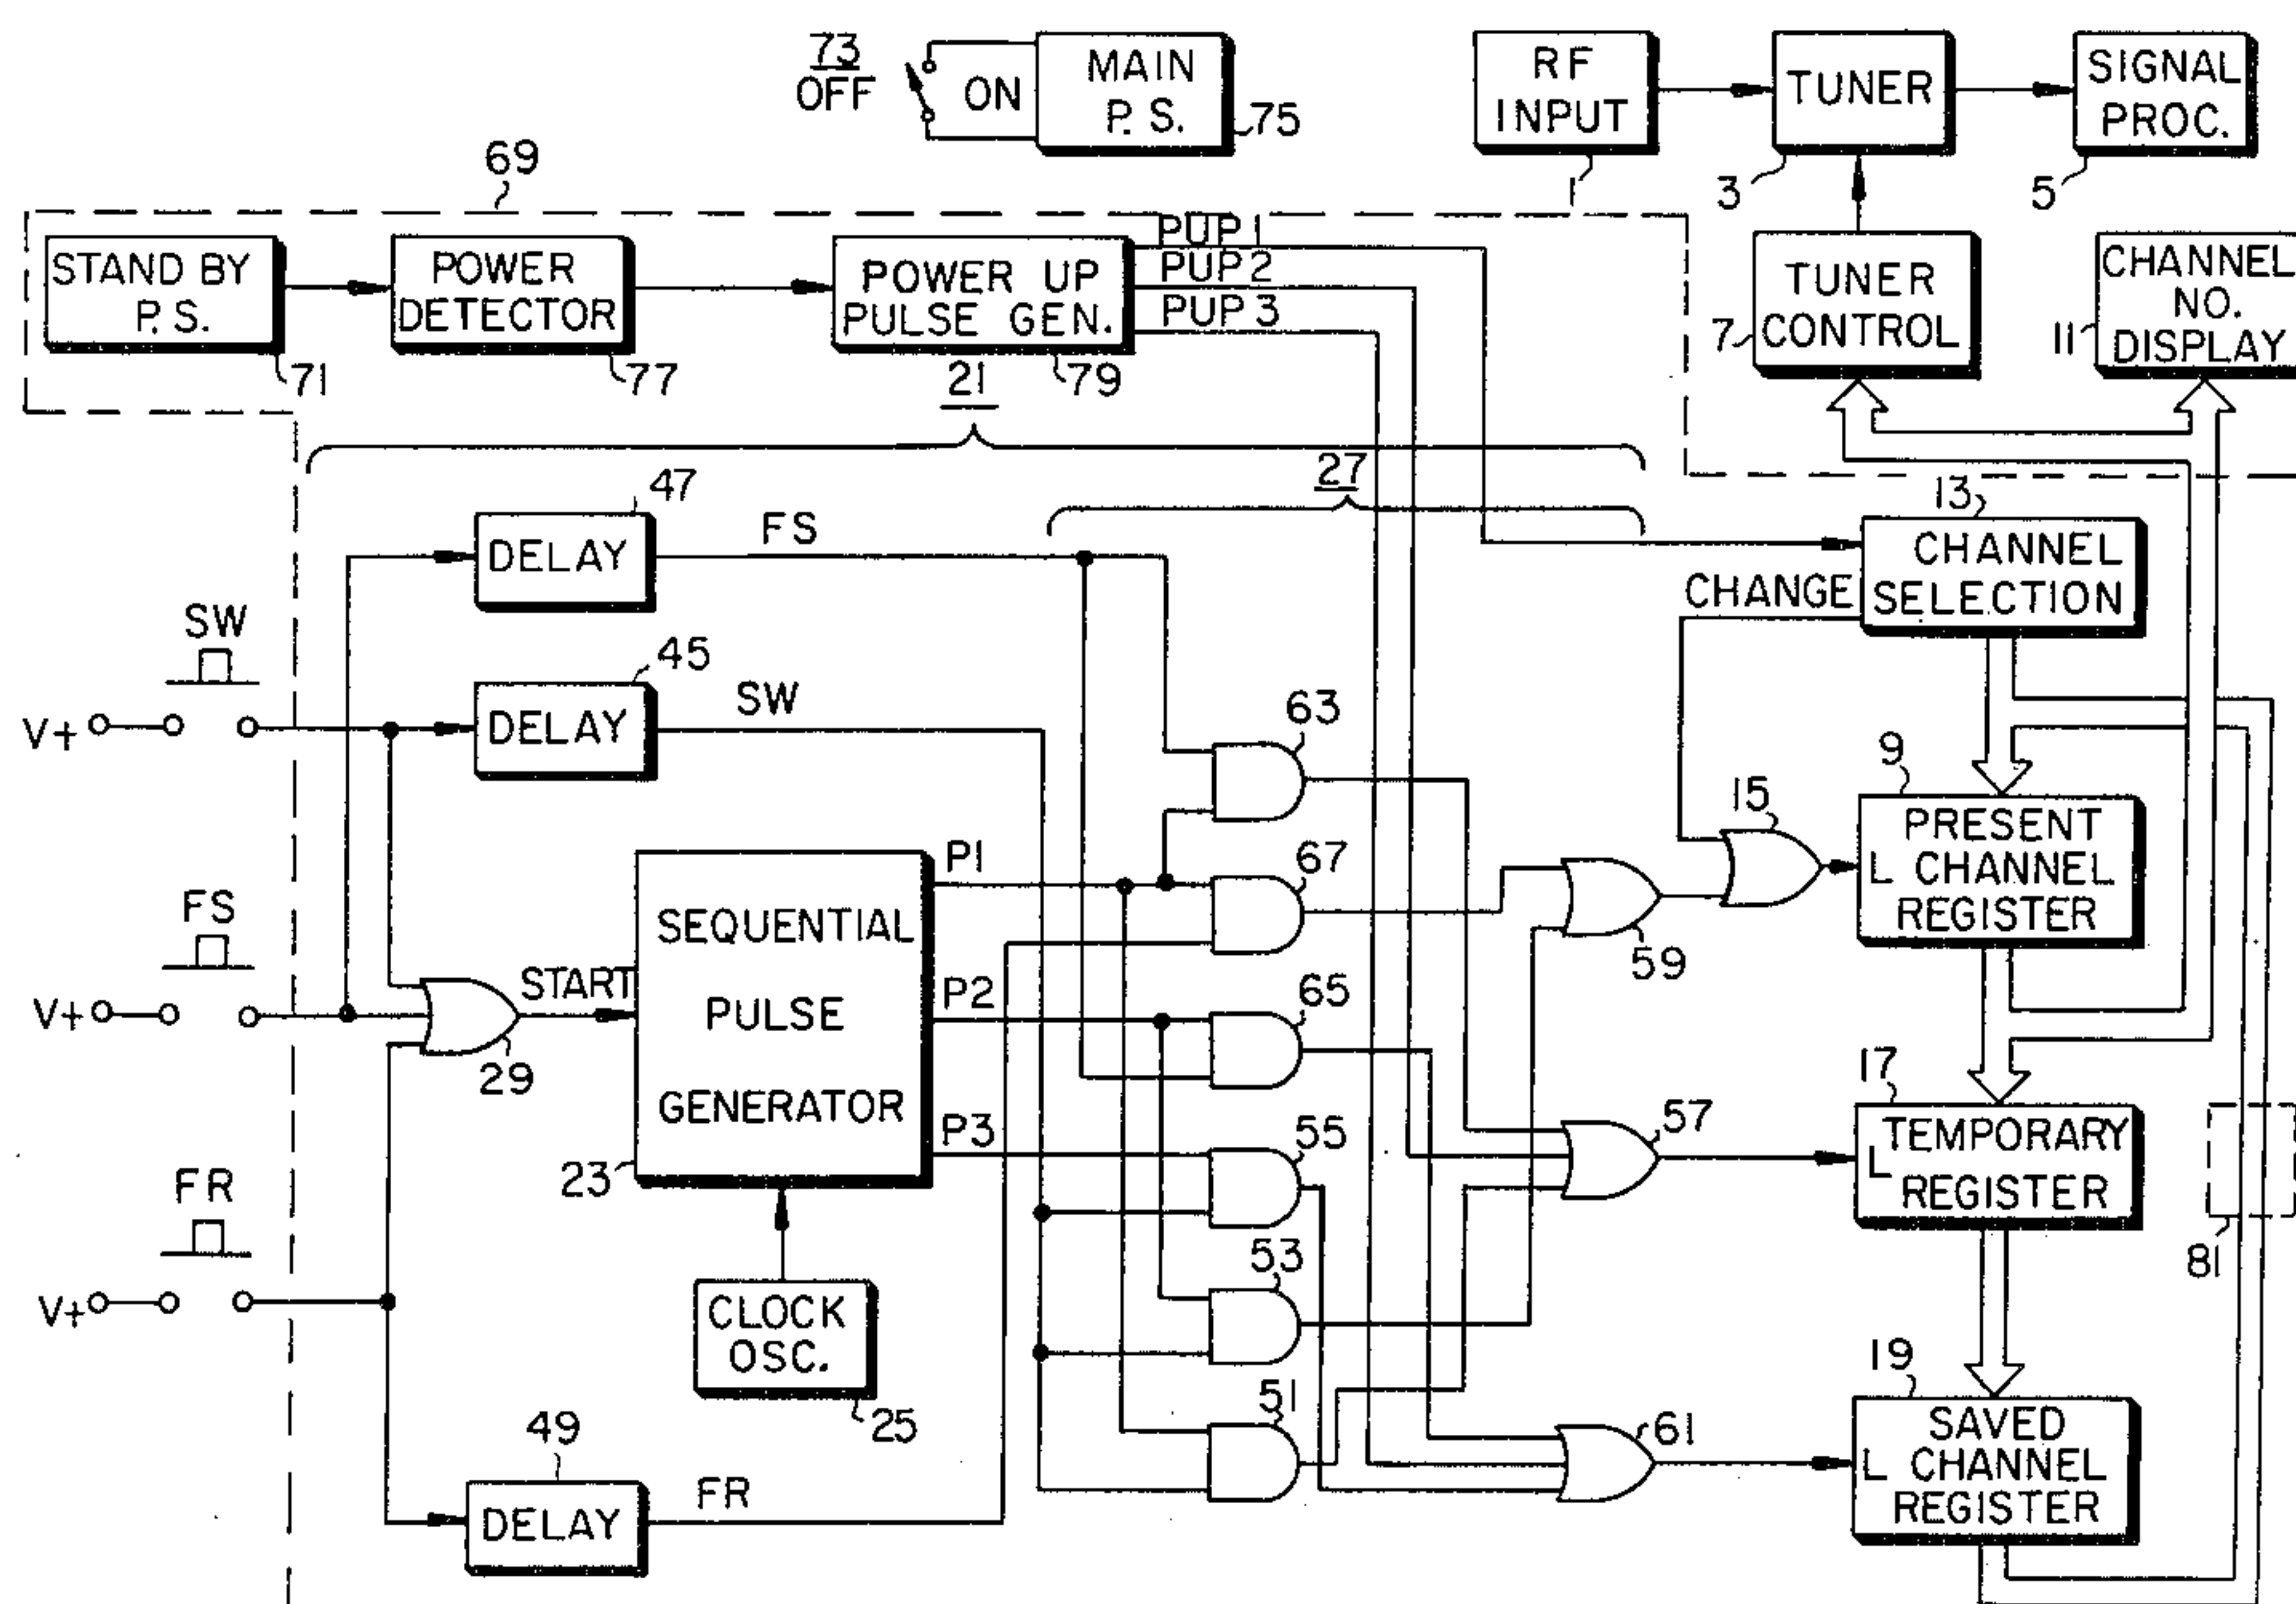 73
OFF
ON
MAIN
P. S.
75
RF
INPUT
1
TUNER
3
SIGNAL
PROC.
5
69
STAND BY
P. S.
71
POWER
DETECTOR
77
POWER UP
PULSE GEN.
79
PUP 1
PUP 2
PUP 3
TUNER
CONTROL
7
CHANNEL
NO.
DISPLAY
11
21
27
47
DELAY
FS
13
CHANNEL
SELECTION
CHANGE
SW
V+
45
DELAY
SW
63
9
PRESENT
L CHANNEL
REGISTER
15
67
59
FS
V+
29
START
SEQUENTIAL
PULSE
GENERATOR
23
P1
P2
P3
65
55
57
17
TEMPORARY
L
REGISTER
81
FR
V+
CLOCK
OSC.
25
53
51
61
19
SAVED
L CHANNEL
REGISTER
49
DELAY
FR